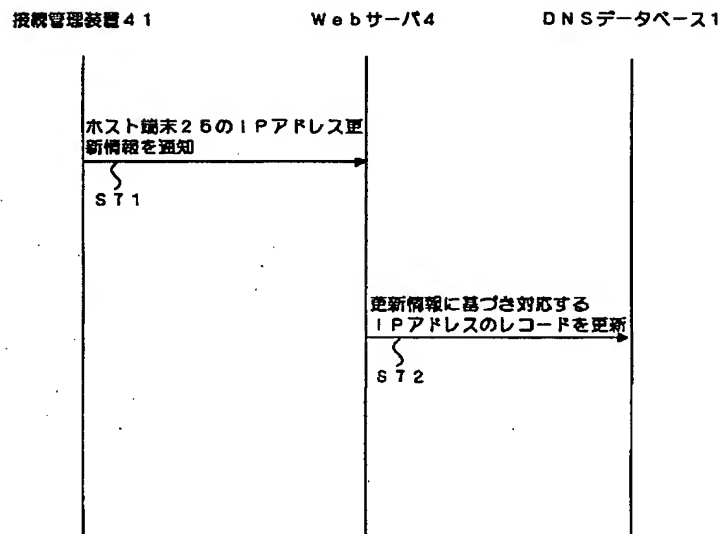 接続管理装置41
Webサーバ4
DNSデータベース1
ホスト端末25のIPアドレス更
新情報を通知
S71
更新情報に基づき対応する
IPアドレスのレコードを更新
S72